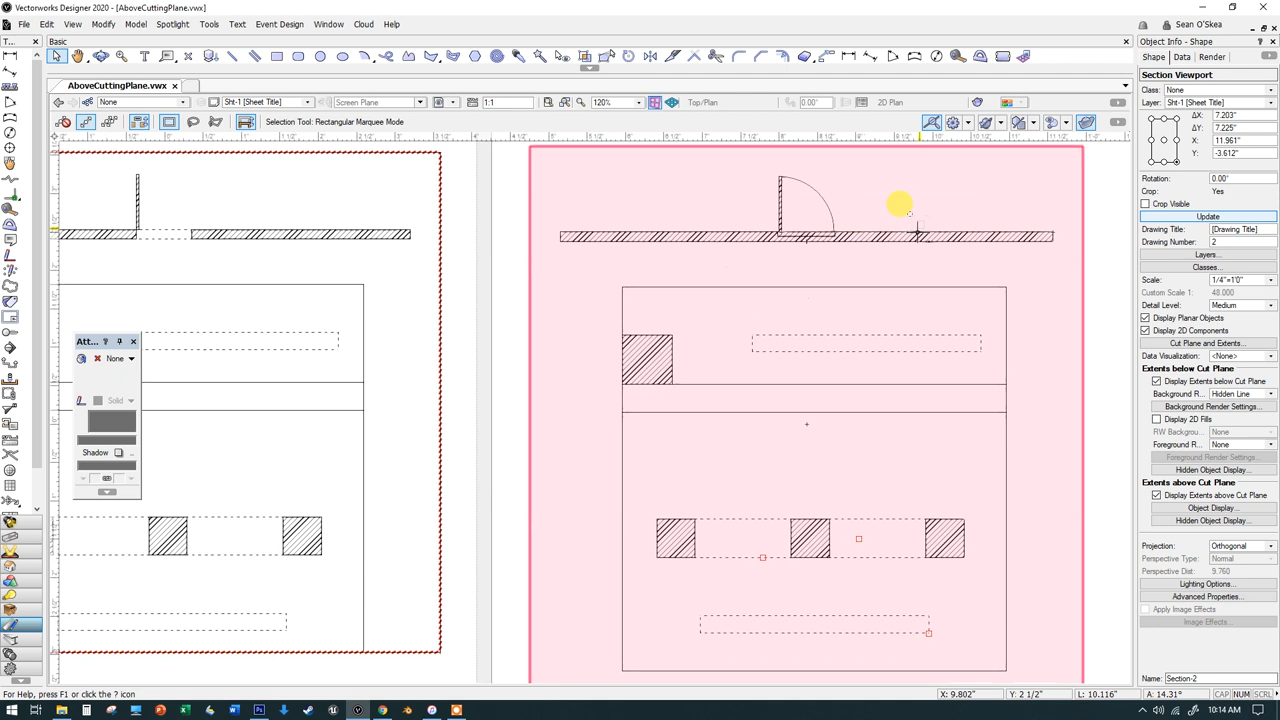 Vectorworks Designer 2020 - [AboveCuttingPlane.vwx]
File Edit View Modify Model Spotlight Tools Text Event Design Window Cloud Help
Sean O'Skea
T...
Basic
Object Info - Shape
Shape Data Render
AboveCuttingPlane.vwx
None Sht-1 [Sheet Title] Screen Plane 1:1 120% Top/Plan 0.00° 2D Plan
Selection Tool: Rectangular Marquee Mode
Section Viewport
Class: None
Layer: Sht-1 [Sheet Title]
ΔX: 7.203"
ΔY: 7.225"
X: 11.961"
Y: -3.612"
Rotation: 0.00°
Crop: Yes
Crop Visible
Update
Drawing Title: [Drawing Title]
Drawing Number: 2
Layers...
Classes...
Scale: 1/4"=1'0"
Custom Scale 1: 48.000
Detail Level: Medium
Display Planar Objects
Display 2D Components
Cut Plane and Extents...
Data Visualization: <None>
Extents below Cut Plane
Display Extents below Cut Plane
Background R... Hidden Line
Background Render Settings...
Display 2D Fills
RW Backgrou... None
Foreground R... None
Foreground Render Settings...
Hidden Object Display...
Extents above Cut Plane
Display Extents above Cut Plane
Object Display...
Hidden Object Display...
Projection: Orthogonal
Perspective Type: Normal
Perspective Dist: 9.760
Lighting Options...
Advanced Properties...
Apply Image Effects
Image Effects...
Name: Section-2
Att...
None
Solid
Shadow
For Help, press F1 or click the ? icon
X: 9.802" Y: 2 1/2" L: 10.116" A: 14.31° CAP NUM SCRL
10:14 AM